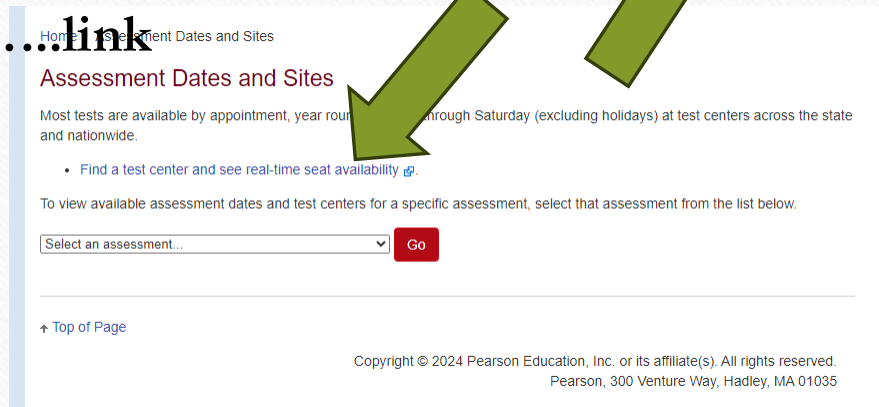 ....link
Home Assessment Dates and Sites
Assessment Dates and Sites
Most tests are available by appointment, year through Saturday (excluding holidays) at test centers across the state
and nationwide.
• Find a test center and see real-time seat availability.
To view available assessment dates and test centers for a specific assessment, select that assessment from the list below.
Select an assessment... Go
Top of Page
Copyright © 2024 Pearson Education, Inc. or its affiliate(s). All rights reserved.
Pearson, 300 Venture Way, Hadley, MA 01035